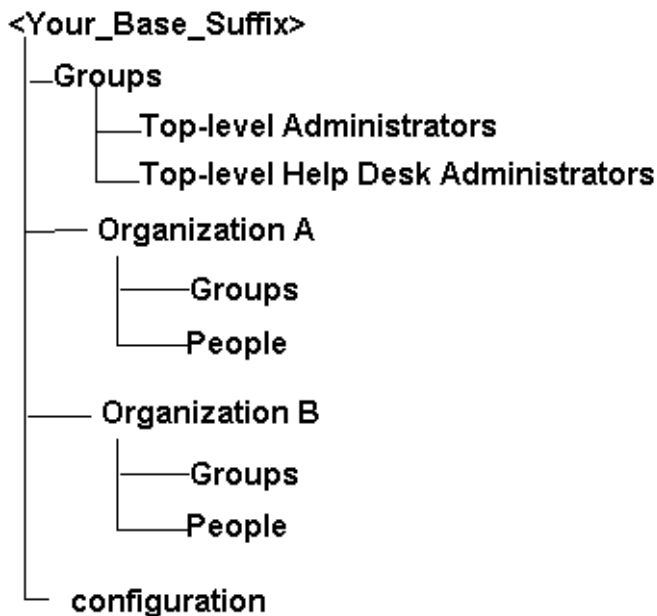 <Your_Base_Suffix>
Groups
Top-level Administrators
Top-level Help Desk Administrators
Organization A
Groups
People
Organization B
Groups
People
configuration